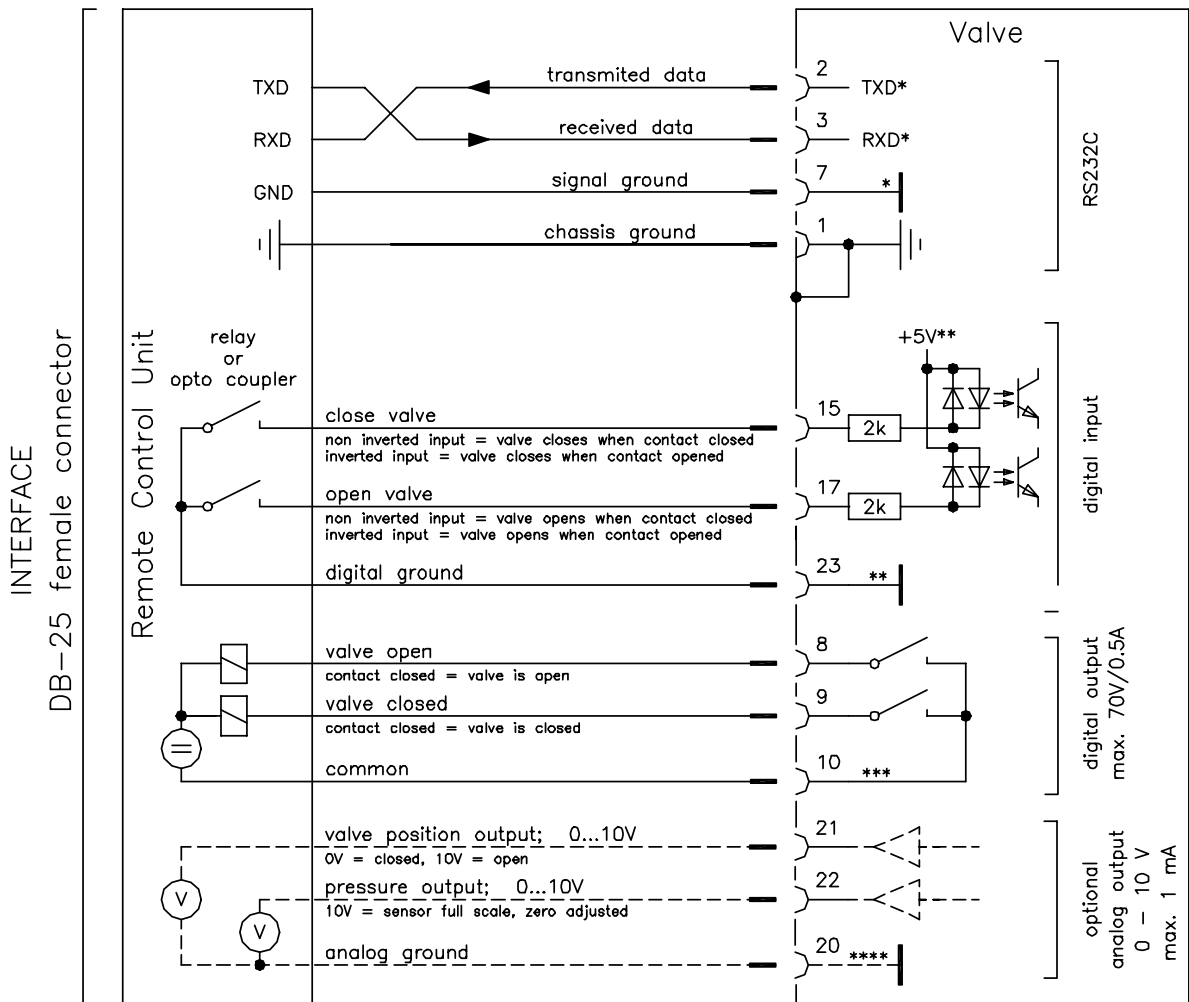 INTERFACE
DB-25 female connector
Remote Control Unit
Valve
TXD
transmited data
2
TXD*
RXD
received data
3
RXD*
GND
signal ground
7
*
chassis ground
1
RS232C
relay
or
opto coupler
+5V**
close valve
15
2k
non inverted input = valve closes when contact closed
inverted input = valve closes when contact opened
open valve
17
2k
non inverted input = valve opens when contact closed
inverted input = valve opens when contact opened
digital ground
23
**
digital input
valve open
8
contact closed = valve is open
valve closed
9
contact closed = valve is closed
common
10
***
digital output
max. 70V/0.5A
valve position output; 0...10V
21
0V = closed, 10V = open
pressure output; 0...10V
22
10V = sensor full scale, zero adjusted
V
V
analog ground
20
****
optional
analog output
0 - 10 V
max. 1 mA